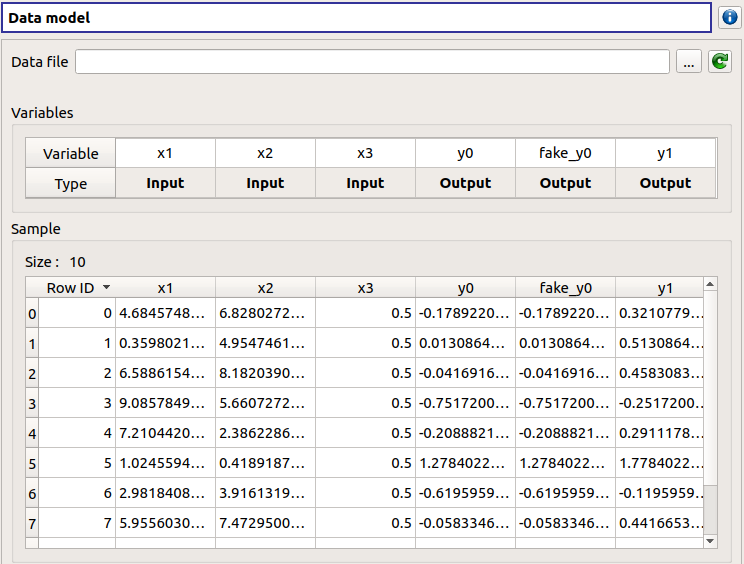 Data model
Data file ...
Variables
Variable x1 x2 x3 y0 fake_y0 y1
Type Input Input Input Output Output Output
Sample
Size : 10
Row ID x1 x2 x3 y0 fake_y0 y1
0 0 4.6845748... 6.8280272... 0.5 -0.1789220... -0.1789220... 0.3210779...
1 1 0.3598021... 4.9547461... 0.5 0.0130864... 0.0130864... 0.5130864...
2 2 6.5886154... 8.1820390... 0.5 -0.0416916... -0.0416916... 0.4583083...
3 3 9.0857849... 5.6607272... 0.5 -0.7517200... -0.7517200... -0.2517200...
4 4 7.2104420... 2.3862286... 0.5 -0.2088821... -0.2088821... 0.2911178...
5 5 1.0245594... 0.4189187... 0.5 1.2784022... 1.2784022... 1.7784022...
6 6 2.9818408... 3.9161319... 0.5 -0.6195959... -0.6195959... -0.1195959...
7 7 5.9556030... 7.4729500... 0.5 -0.0583346... -0.0583346... 0.4416653...